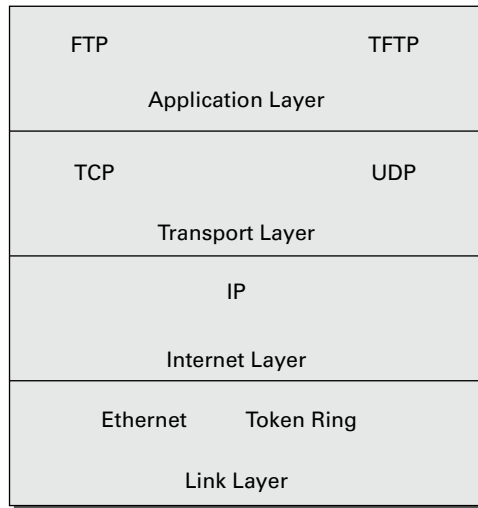 FTP TFTP
Application Layer
TCP UDP
Transport Layer
IP
Internet Layer
Ethernet Token Ring
Link Layer